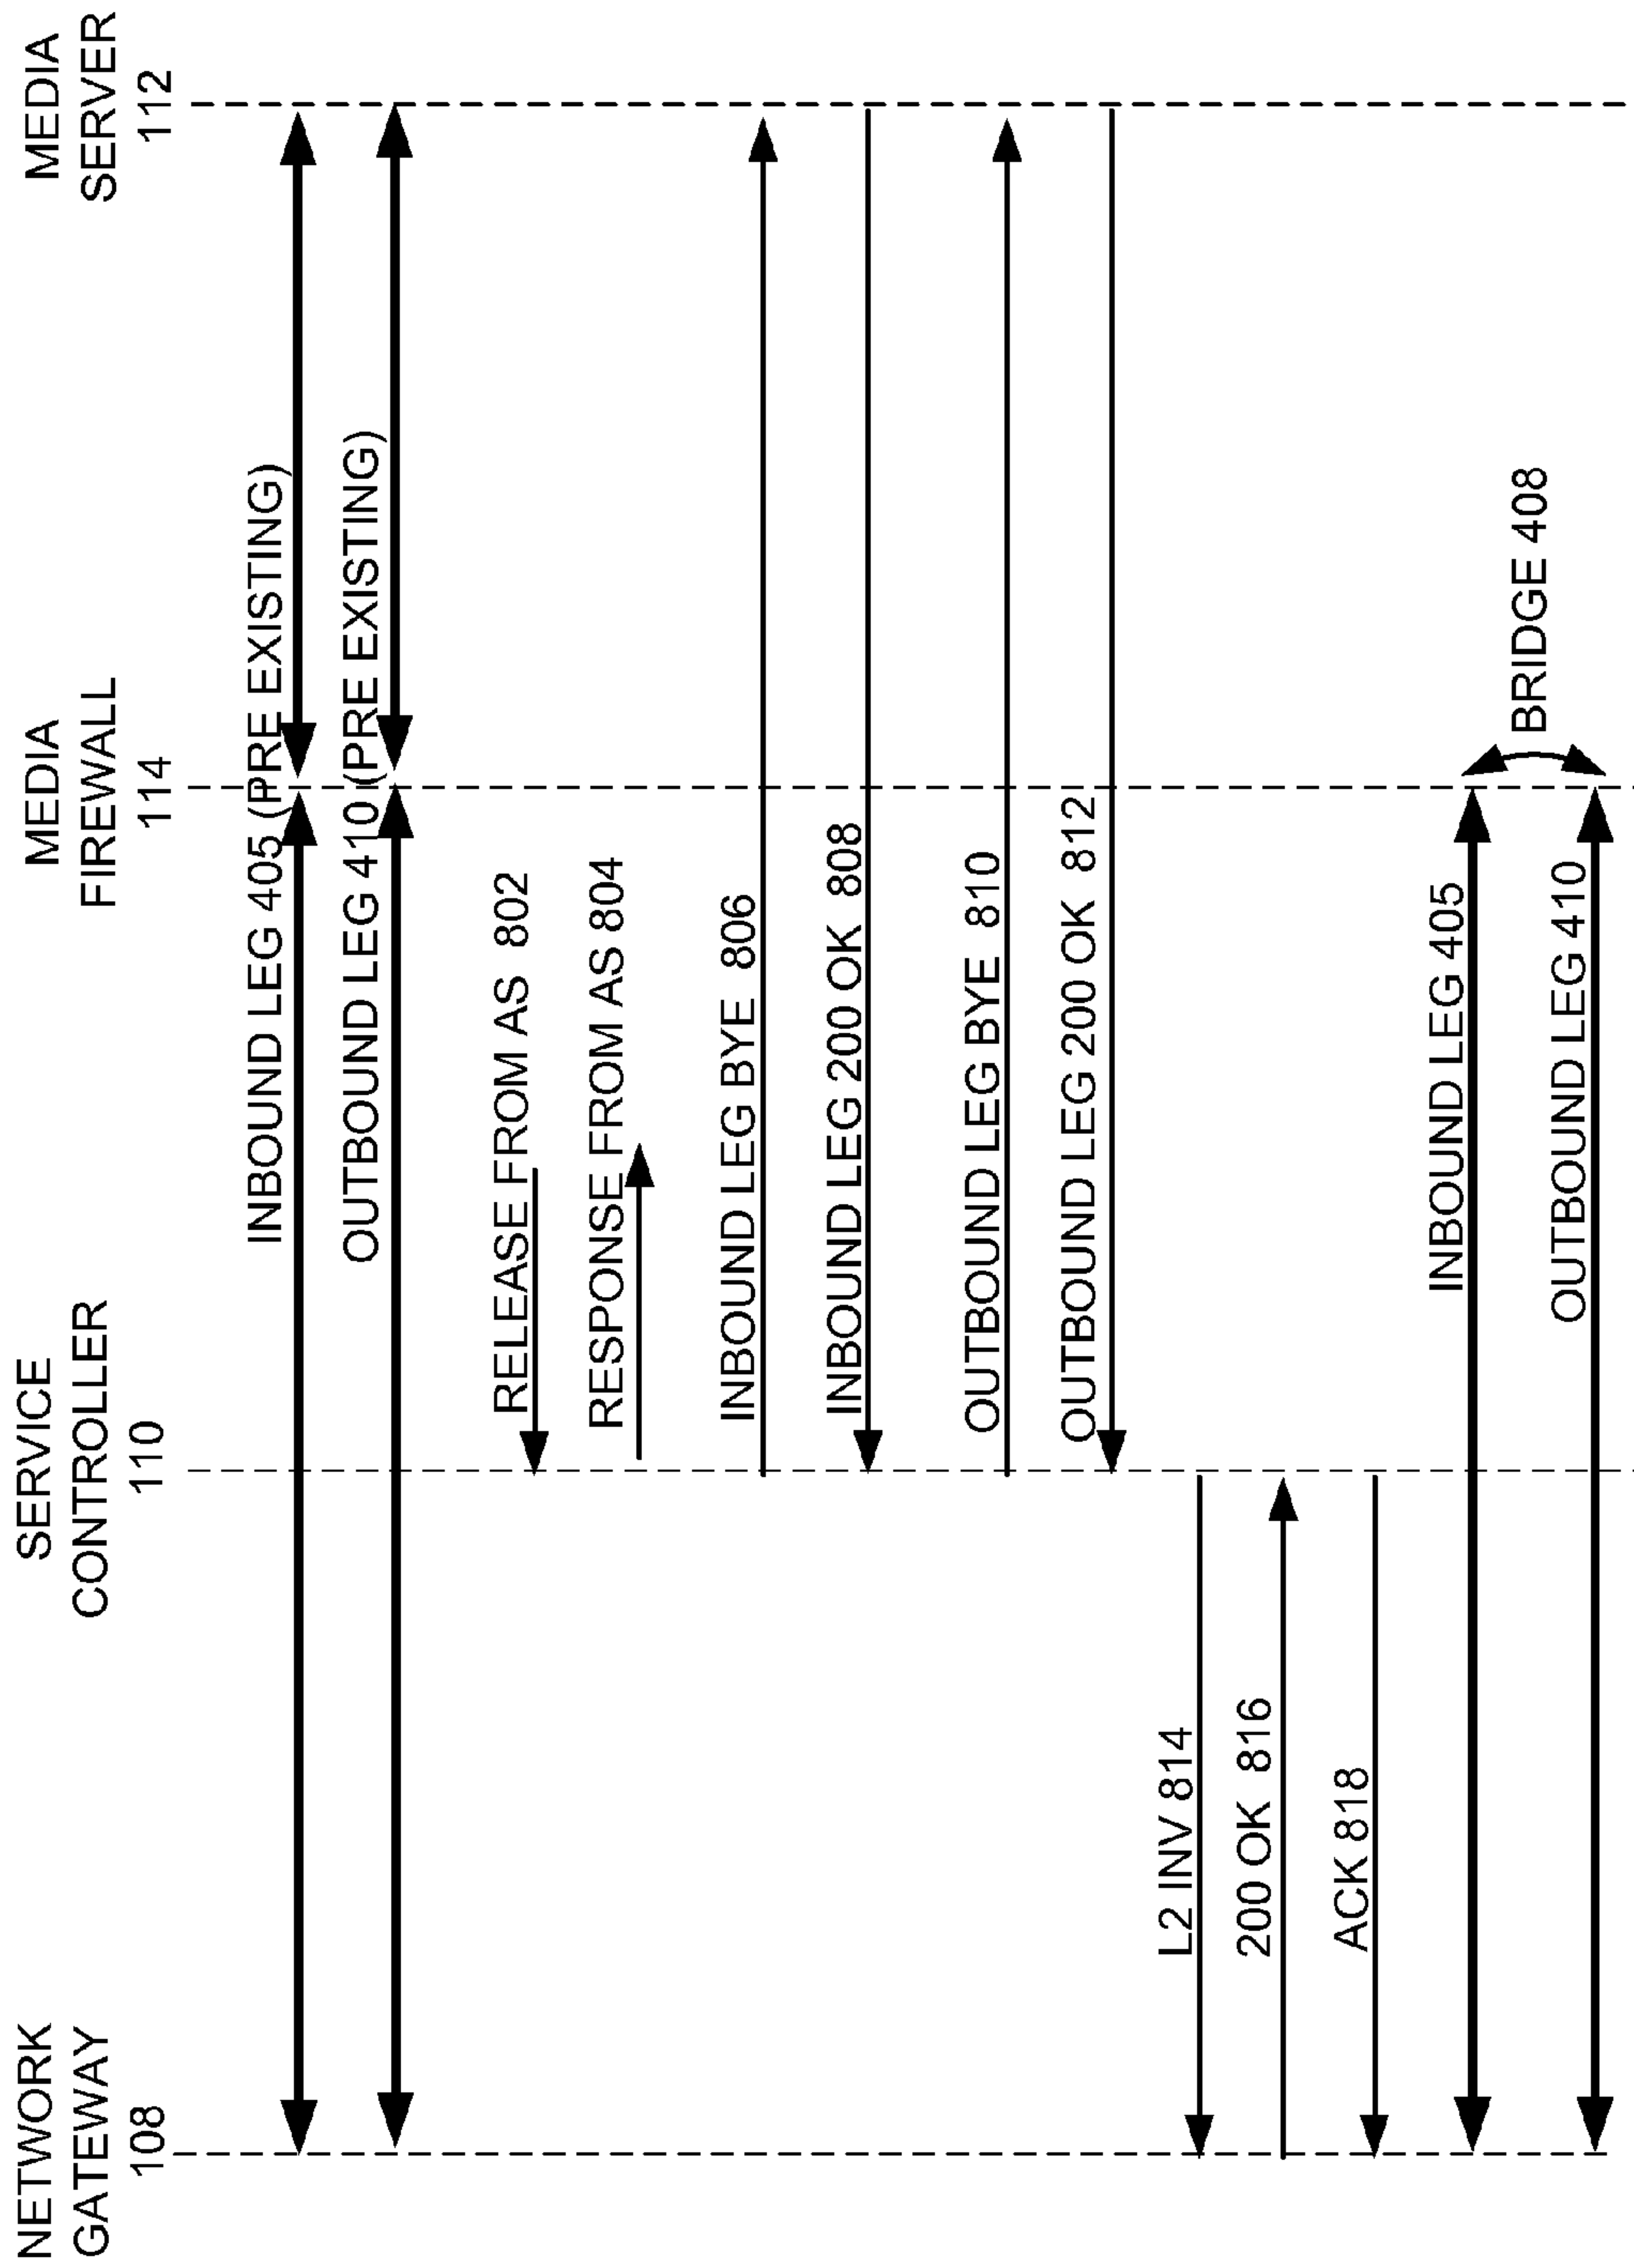 NETWORK
GATEWAY
108
SERVICE
CONTROLLER
110
MEDIA
FIREWALL
114
MEDIA
SERVER
112
INBOUND LEG 405 (PRE EXISTING)
OUTBOUND LEG 410 (PRE EXISTING)
RELEASE FROM AS 802
RESPONSE FROM AS 804
INBOUND LEG BYE 806
INBOUND LEG 200 OK 808
OUTBOUND LEG BYE 810
OUTBOUND LEG 200 OK 812
L2 INV 814
200 OK 816
ACK 818
INBOUND LEG 405
BRIDGE 408
OUTBOUND LEG 410